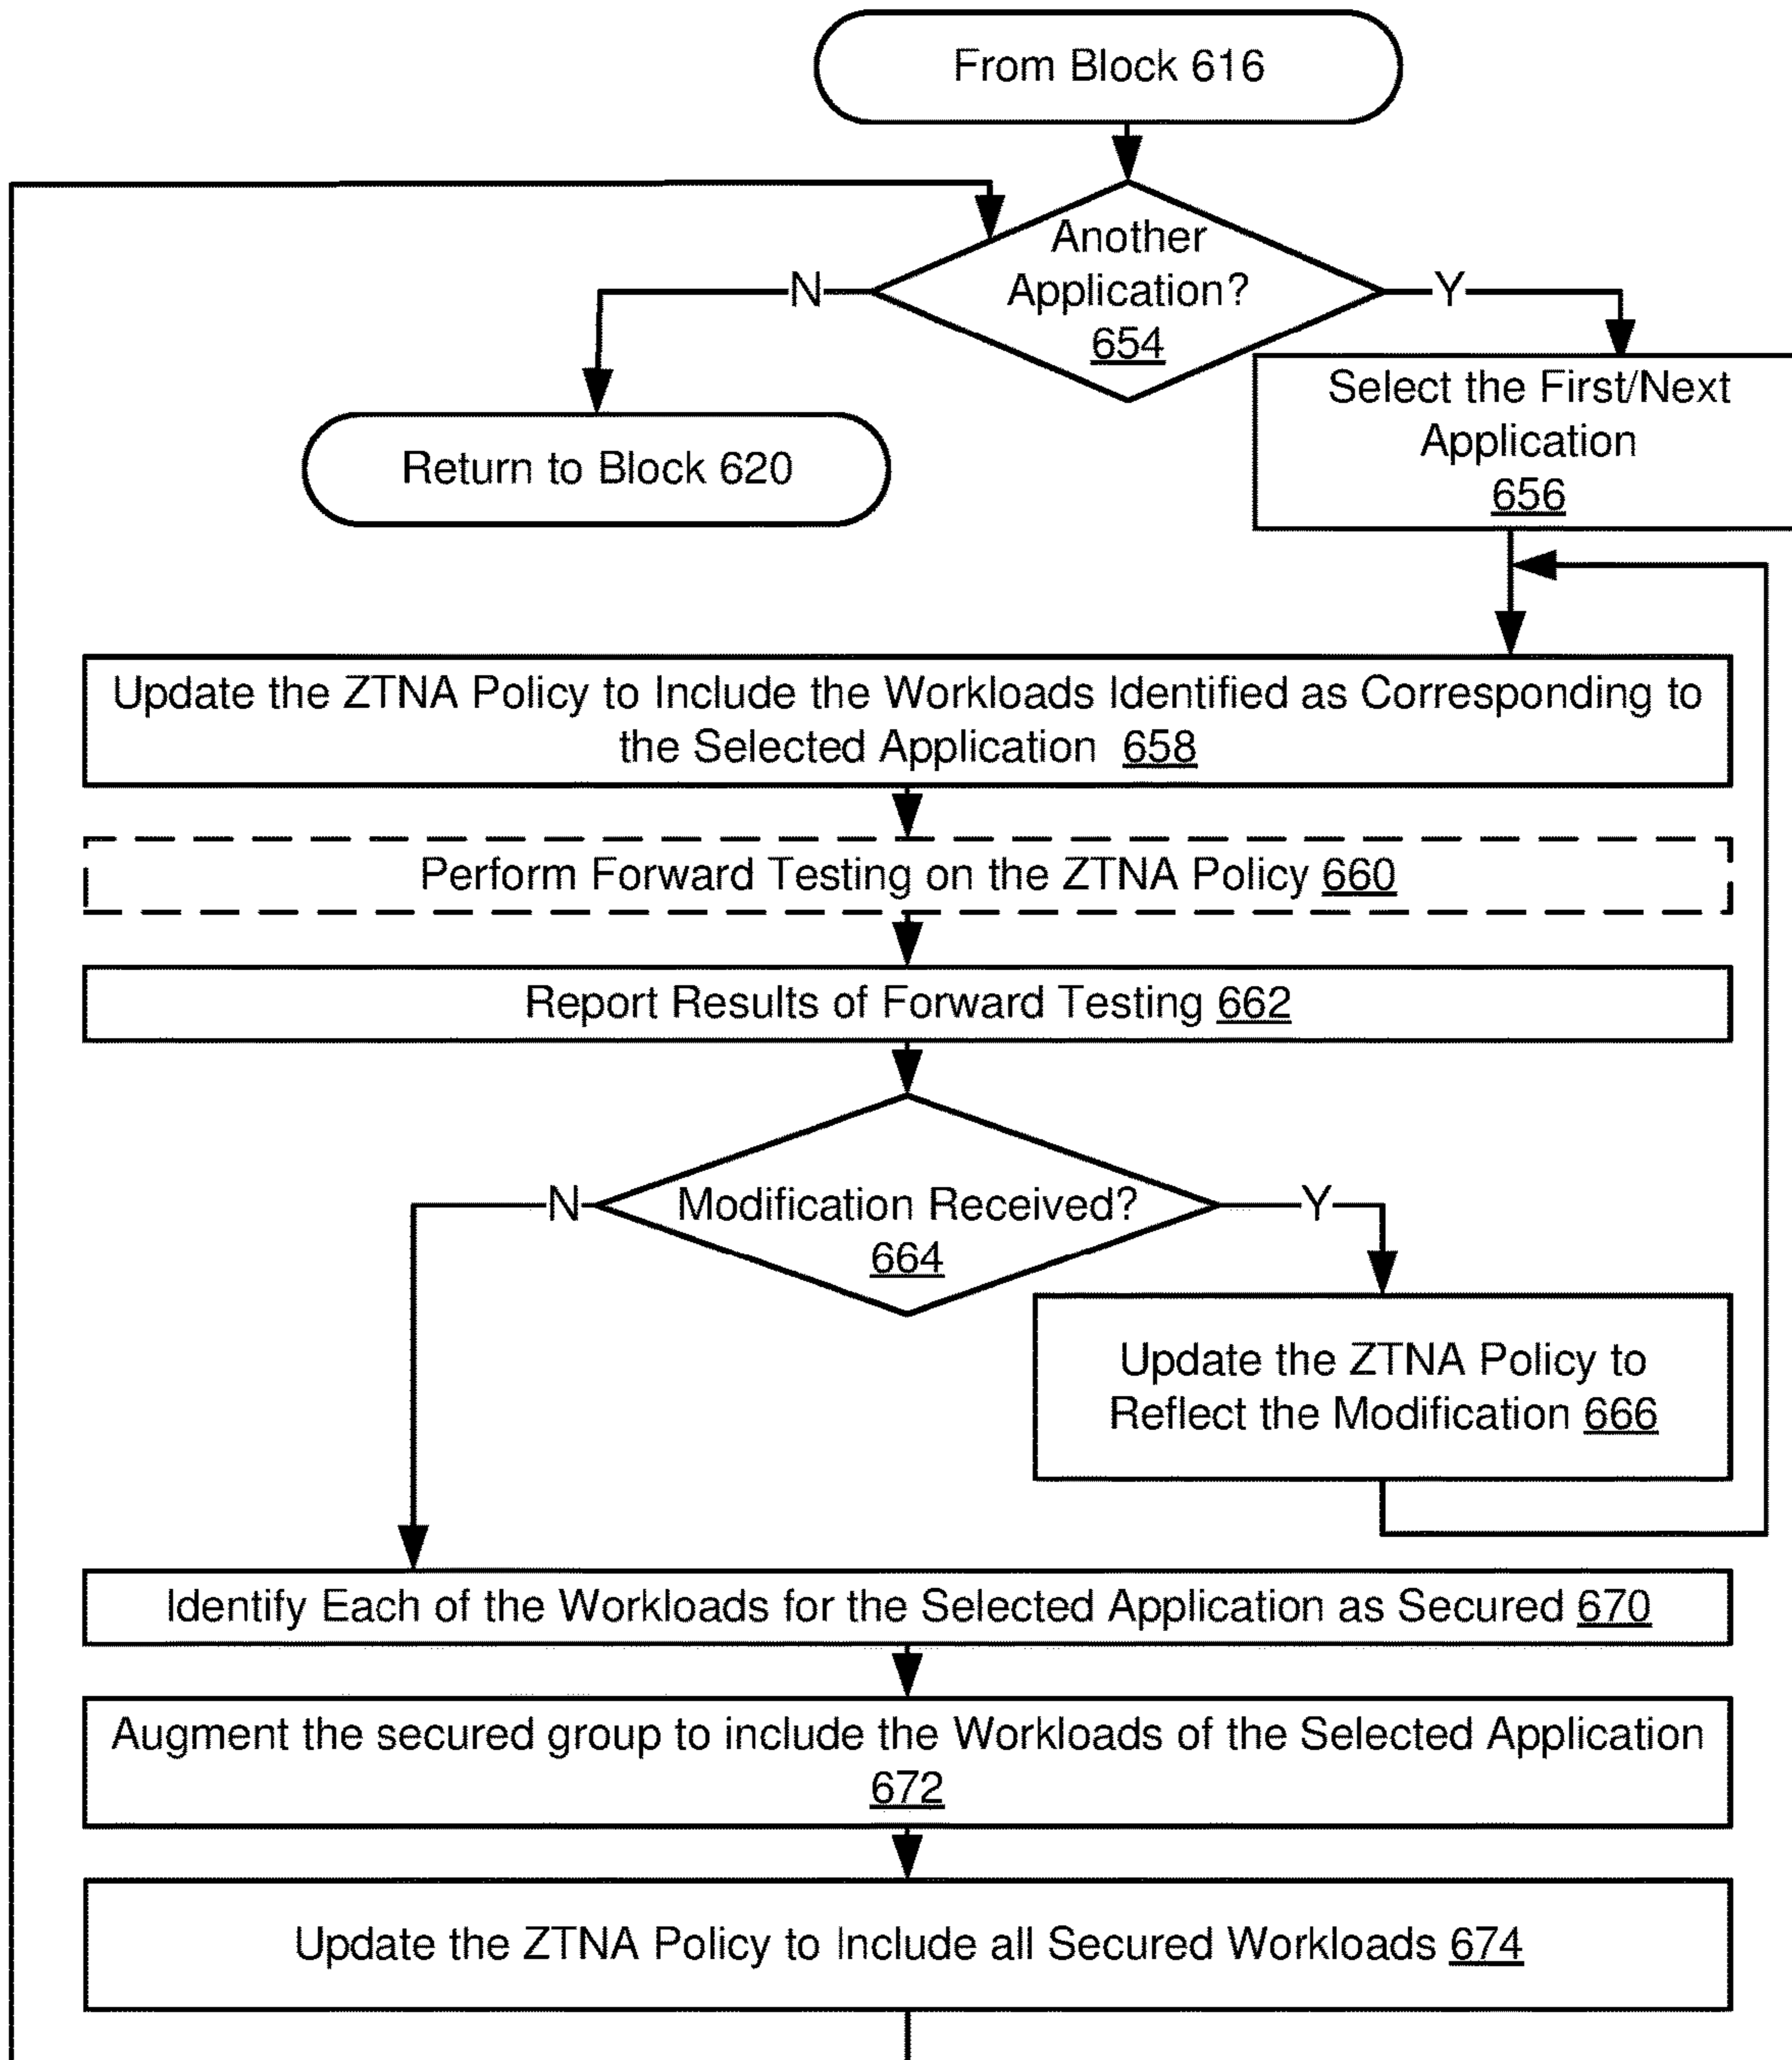 From Block 616
Another
Application?
654
N
Y
Select the First/Next
Application
656
Return to Block 620
Update the ZTNA Policy to Include the Workloads Identified as Corresponding to
the Selected Application 658
Perform Forward Testing on the ZTNA Policy 660
Report Results of Forward Testing 662
N
Modification Received?
Y
664
Update the ZTNA Policy to
Reflect the Modification 666
Identify Each of the Workloads for the Selected Application as Secured 670
Augment the secured group to include the Workloads of the Selected Application
672
Update the ZTNA Policy to Include all Secured Workloads 674